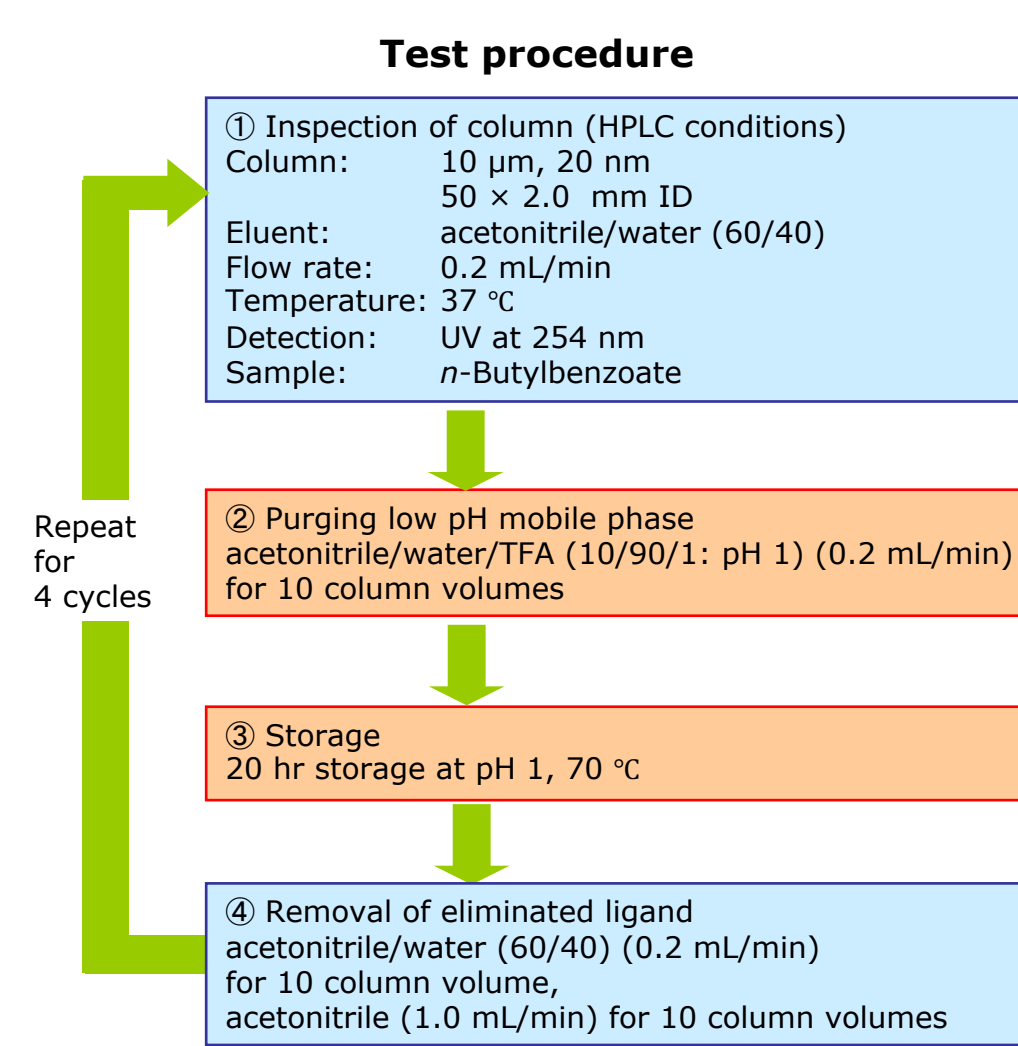 Test procedure
① Inspection of column (HPLC conditions)
Column: 10 μm, 20 nm
50 × 2.0 mm ID
Eluent: acetonitrile/water (60/40)
Flow rate: 0.2 mL/min
Temperature: 37 ℃
Detection: UV at 254 nm
Sample: n-Butylbenzoate
② Purging low pH mobile phase
acetonitrile/water/TFA (10/90/1: pH 1) (0.2 mL/min)
for 10 column volumes
Repeat
for
4 cycles
③ Storage
20 hr storage at pH 1, 70 ℃
④ Removal of eliminated ligand
acetonitrile/water (60/40) (0.2 mL/min)
for 10 column volume,
acetonitrile (1.0 mL/min) for 10 column volumes